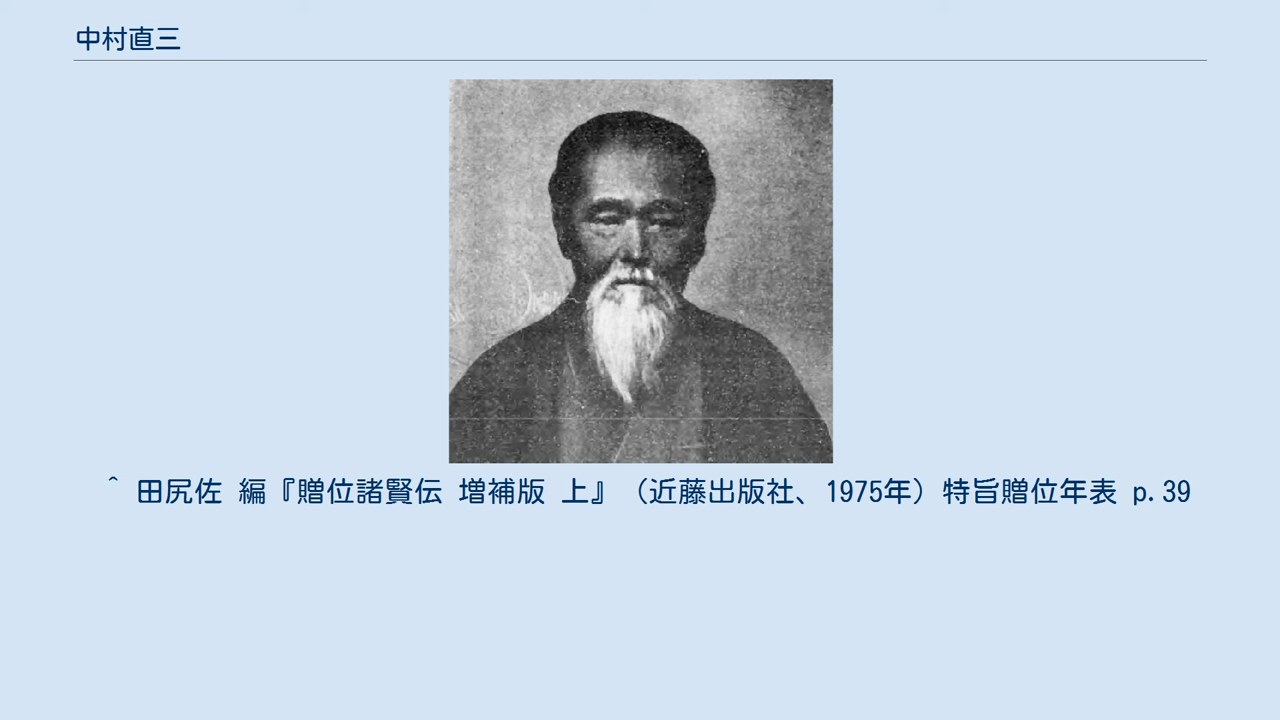 中村直三
^ 田尻佐 編『贈位諸賢伝 増補版 上』（近藤出版社、1975年）特旨贈位年表 p.39